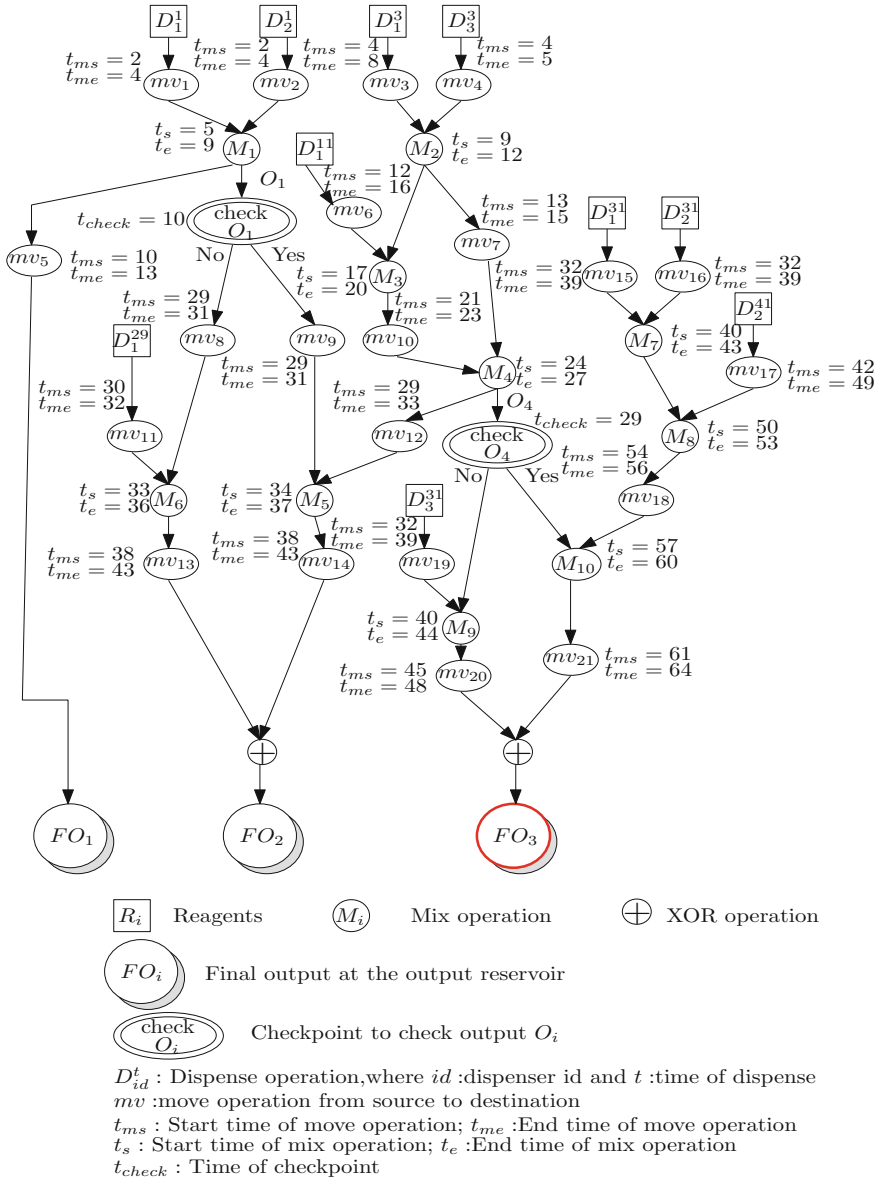 D_1^1 D_2^1 D_1^3 D_3^3
t_ms = 2 t_ms = 2 t_ms = 4 t_ms = 4
t_me = 4 t_me = 4 t_me = 8 t_me = 5
mv_1 mv_2 mv_3 mv_4
t_s = 5 t_s = 9
t_e = 9 t_e = 12
M_1 M_2
D_1^11
t_ms = 12
t_me = 16
O_1
t_check = 10
check
O_1
mv_6
t_ms = 13
t_me = 15
mv_7
D_1^31 D_2^31
No Yes
mv_5
t_ms = 10
t_me = 13
t_s = 17
t_e = 20
M_3
t_ms = 32
t_me = 39
mv_15 mv_16
t_ms = 32
t_me = 39
t_ms = 29
t_me = 31
mv_8 mv_9
t_ms = 21
t_me = 23
mv_10
D_2^41
M_7
t_s = 40
t_e = 43
D_1^29
t_ms = 29
t_me = 31
M_4
t_s = 24
t_e = 27
mv_17
t_ms = 42
t_me = 49
t_ms = 30
t_me = 32
mv_11
t_ms = 29
t_me = 33
mv_12
O_4
t_check = 29
check
O_4
M_8
t_s = 50
t_e = 53
No Yes
t_ms = 54
t_me = 56
mv_18
t_s = 33
t_e = 36
M_6
t_s = 34
t_e = 37
M_5
D_3^31
t_ms = 38
t_me = 43
mv_13
t_ms = 38
t_me = 43
mv_14
t_ms = 32
t_me = 39
mv_19
M_10
t_s = 57
t_e = 60
t_s = 40
t_e = 44
M_9
t_ms = 45
t_me = 48
mv_20
mv_21
t_ms = 61
t_me = 64
+ +
FO_1 FO_2 FO_3
R_i Reagents M_i Mix operation + XOR operation
FO_i Final output at the output reservoir
check
O_i
Checkpoint to check output O_i
D_id^t : Dispense operation,where id :dispenser id and t :time of dispense
mv :move operation from source to destination
t_ms : Start time of move operation; t_me :End time of move operation
t_s : Start time of mix operation; t_e :End time of mix operation
t_check : Time of checkpoint